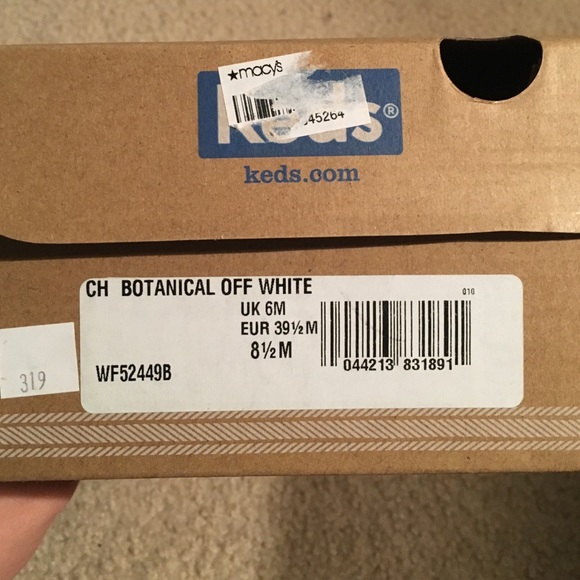 ★macy's
45264
Keds®
keds.com
CH BOTANICAL OFF WHITE
010
UK 6M
EUR 39½M
8½M
044213 831891
WF52449B
319